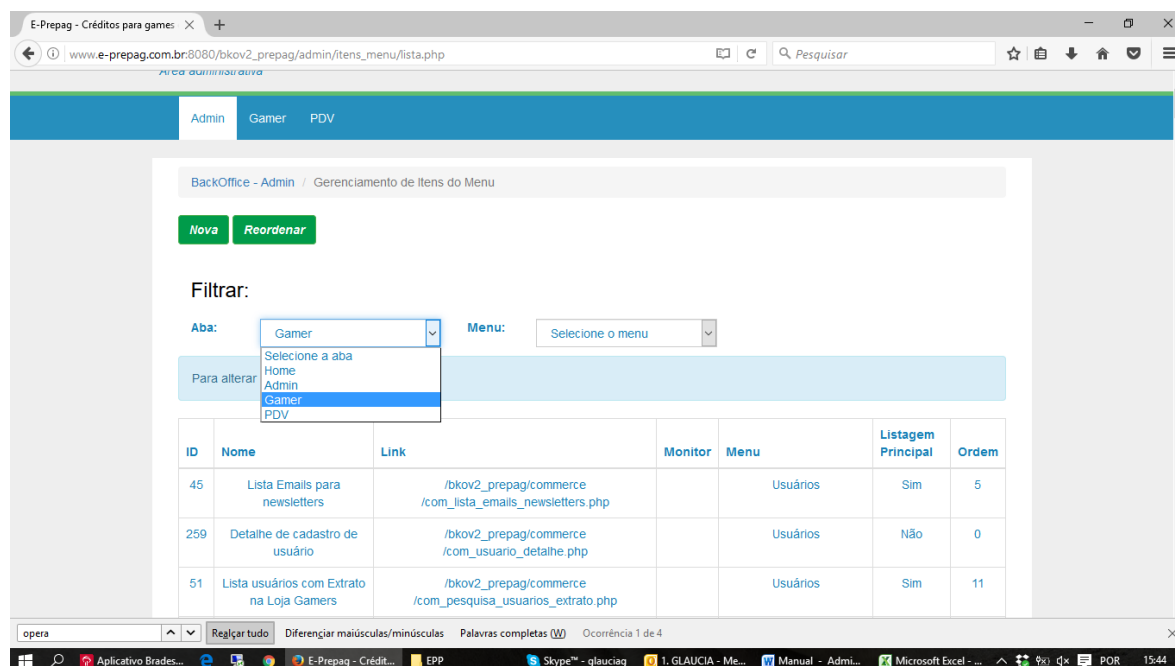 E-Prepag - Créditos para games
www.e-prepag.com.br:8080/bkov2_prepag/admin/itens_menu/lista.php
Pesquisar
Área administrativa
Admin Gamer PDV
BackOffice - Admin / Gerenciamento de Itens do Menu
Nova Reordenar
Filtrar:
Aba: Gamer Menu: Selecione o menu
Selecione a aba
Home
Para alterar
Admin
Gamer
PDV
ID Nome Link Monitor Menu Listagem Principal Ordem
45 Lista Emails para newsletters /bkov2_prepag/commerce/com_lista_emails_newsletters.php Usuários Sim 5
259 Detalhe de cadastro de usuário /bkov2_prepag/commerce/com_usuario_detalhe.php Usuários Não 0
51 Lista usuários com Extrato na Loja Gamers /bkov2_prepag/commerce/com_pesquisa_usuarios_extrato.php Usuários Sim 11
opera Realçar tudo Diferenciar maiúsculas/minúsculas Palavras completas (W) Ocorrência 1 de 4
Aplicativo Brades... E-Prepag - Crédit... EPP Skype™ - glauciag 1. GLAUCIA - Me... Manual - Admi... Microsoft Excel - ... POR 15:44